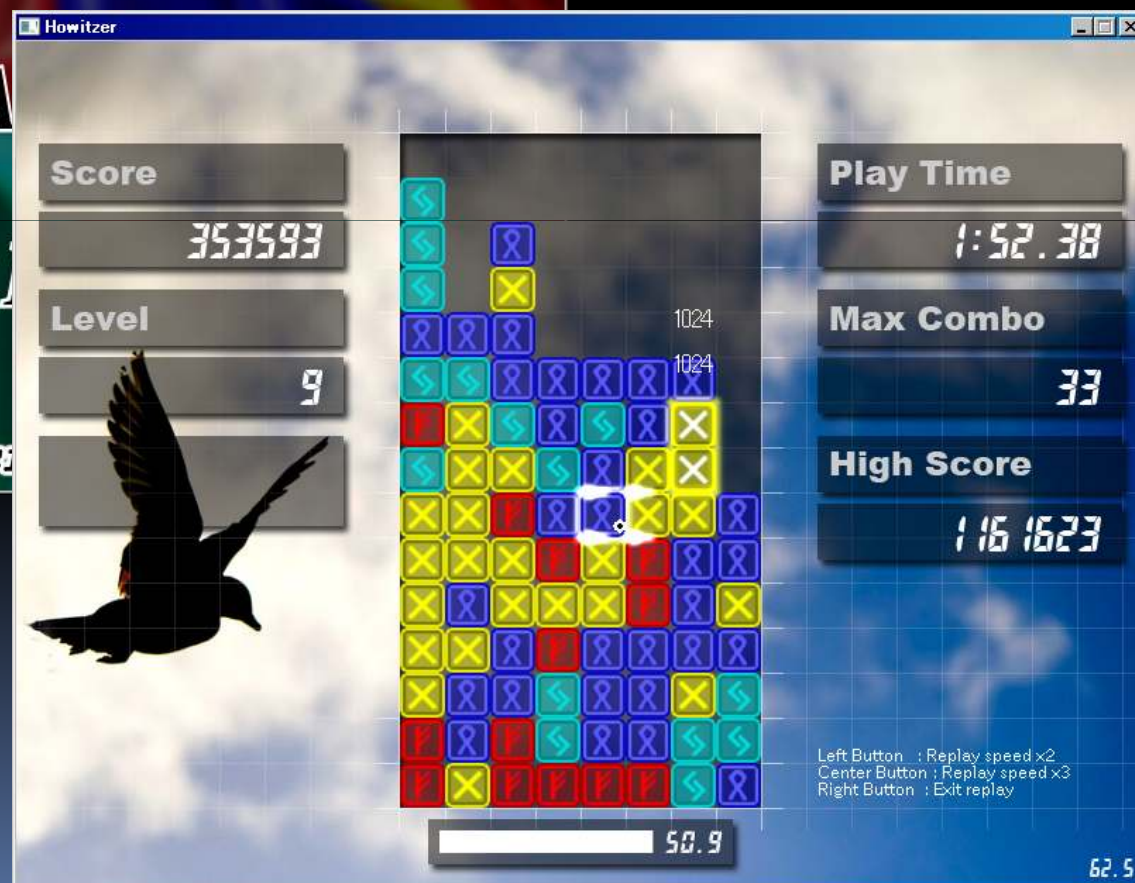 Howitzer
Score
353593
Level
9
Play Time
1:52.38
Max Combo
33
High Score
1161623
1024
1024
Left Button : Replay speed x2
Center Button : Replay speed x3
Right Button : Exit replay
50.9
62.5